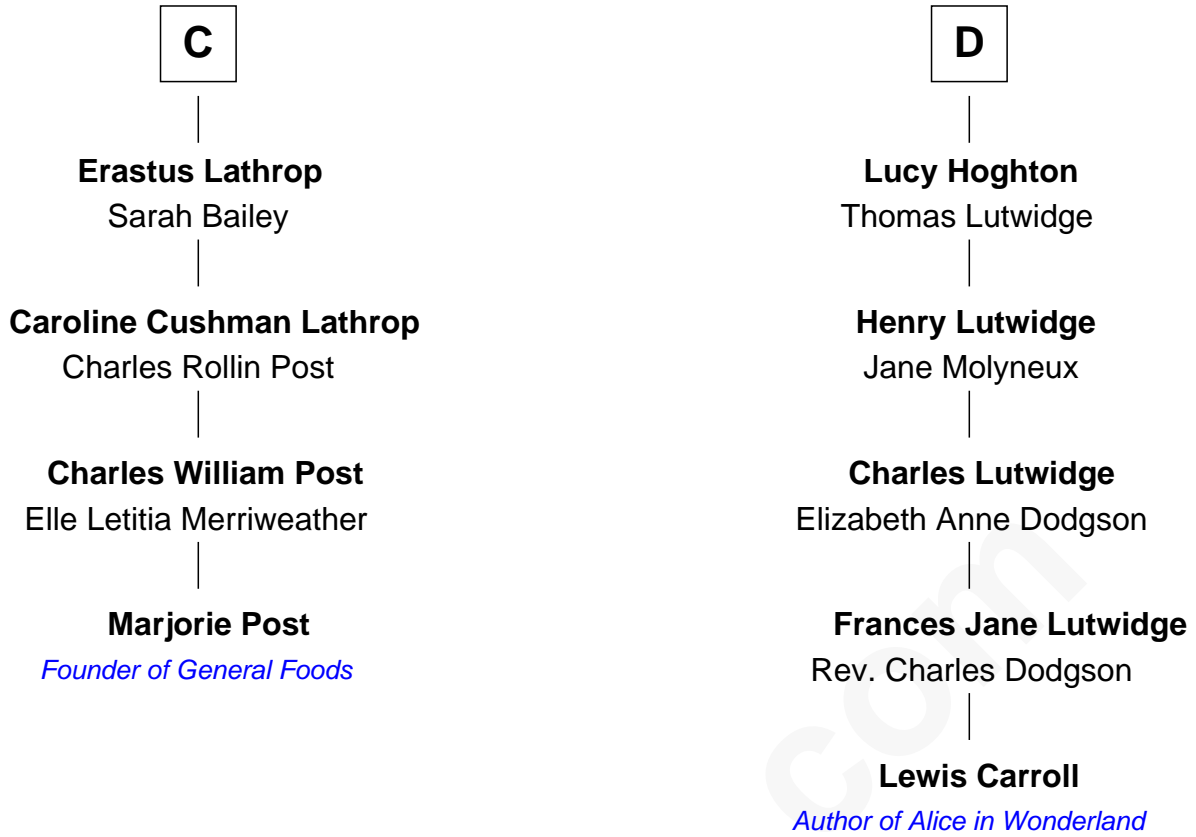 C
Erastus Lathrop
Sarah Bailey
Caroline Cushman Lathrop
Charles Rollin Post
Charles William Post
Elle Letitia Merriweather
Marjorie Post
Founder of General Foods
D
Lucy Hoghton
Thomas Lutwidge
Henry Lutwidge
Jane Molyneux
Charles Lutwidge
Elizabeth Anne Dodgson
Frances Jane Lutwidge
Rev. Charles Dodgson
Lewis Carroll
Author of Alice in Wonderland
com